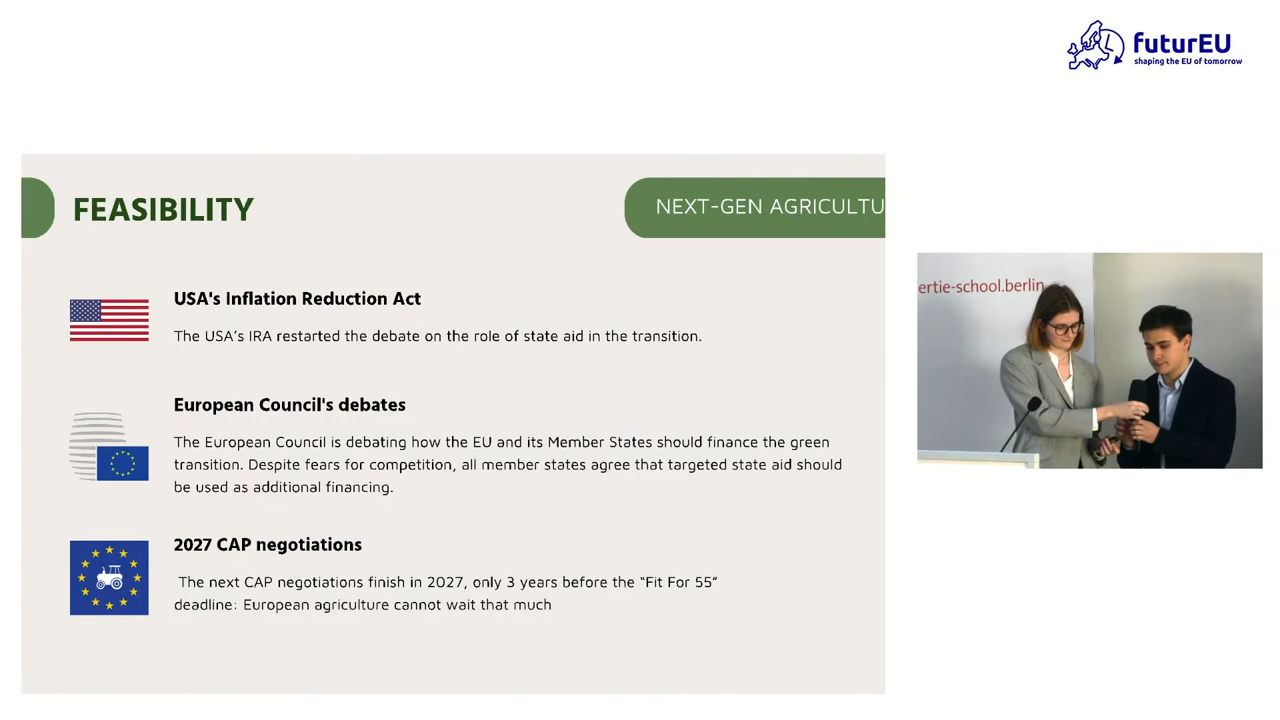 futurEU
shaping the EU of tomorrow
FEASIBILITY
NEXT-GEN AGRICULTU
USA's Inflation Reduction Act
The USA's IRA restarted the debate on the role of state aid in the transition.
European Council's debates
The European Council is debating how the EU and its Member States should finance the green
transition. Despite fears for competition, all member states agree that targeted state aid should
be used as additional financing.
2027 CAP negotiations
The next CAP negotiations finish in 2027, only 3 years before the “Fit For 55”
deadline: European agriculture cannot wait that much
ertie-school.berlin